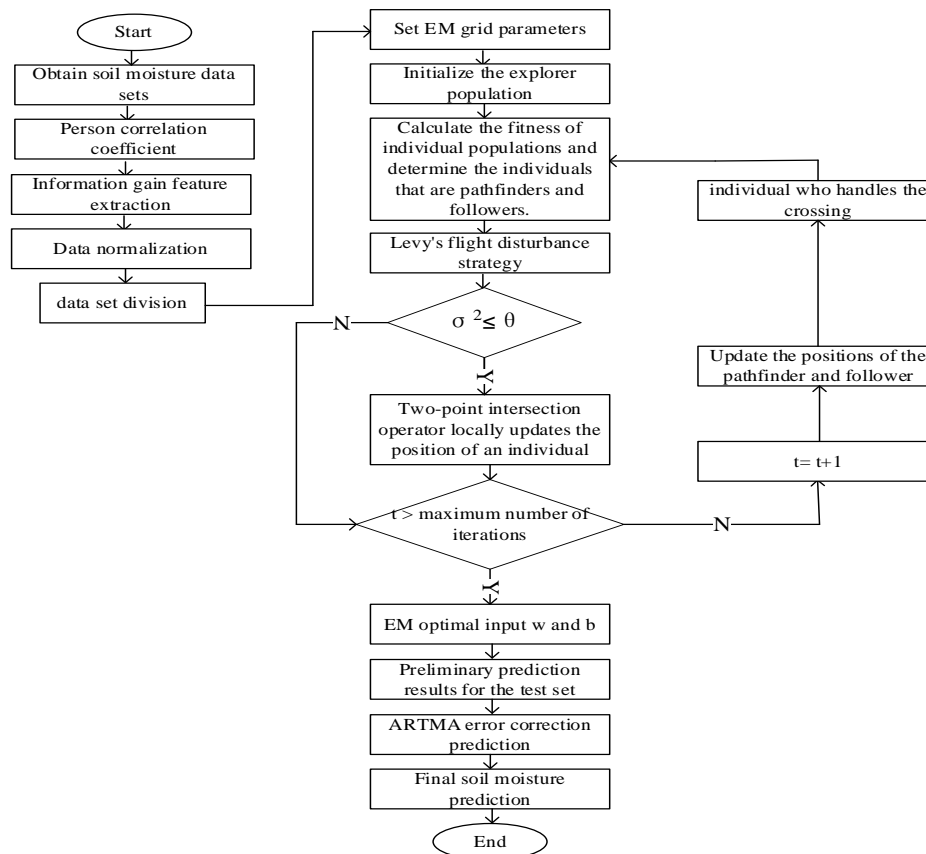 Start
Obtain soil moisture data
sets
Person correlation
coefficient
Information gain feature
extraction
Data normalization
data set division
Set EM grid parameters
Initialize the explorer
population
Calculate the fitness of
individual populations and
determine the individuals
that are pathfinders and
followers.
Levy's flight disturbance
strategy
σ ²≤ θ
N
Y
Two-point intersection
operator locally updates the
position of an individual
t > maximum number of
iterations
N
Y
t= t+1
Update the positions of the
pathfinder and follower
individual who handles the
crossing
EM optimal input w and b
Preliminary prediction
results for the test set
ARTMA error correction
prediction
Final soil moisture
prediction
End